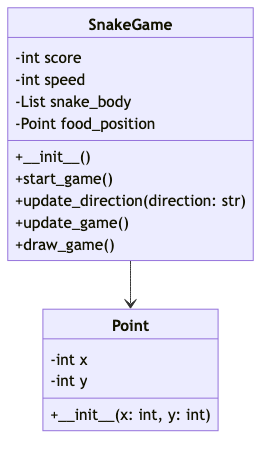 SnakeGame
-int score
-int speed
-List snake_body
-Point food_position
+__init__()
+start_game()
+update_direction(direction: str)
+update_game()
+draw_game()
Point
-int x
-int y
+__init__(x: int, y: int)